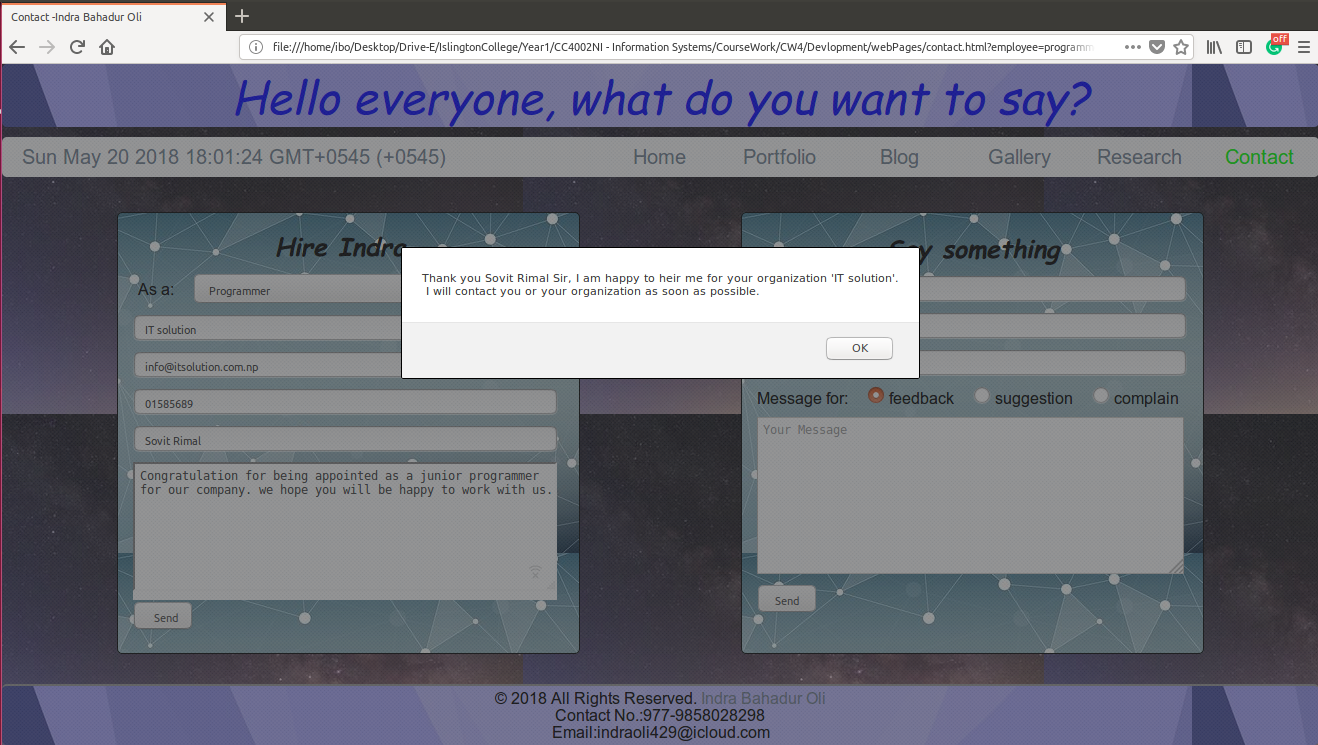 Contact -Indra Bahadur Oli
file:///home/ibo/Desktop/Drive-E/IslingtonCollege/Year1/CC4002NI - Information Systems/CourseWork/CW4/Devlopment/webPages/contact.html?employee=programm
off
Hello everyone, what do you want to say?
Sun May 20 2018 18:01:24 GMT+0545 (+0545)
Home
Portfolio
Blog
Gallery
Research
Contact
Hire Indra
As a:
Programmer
IT solution
info@itsolution.com.np
01585689
Sovit Rimal
Congratulation for being appointed as a junior programmer
for our company. we hope you will be happy to work with us.
Send
Thank you Sovit Rimal Sir, I am happy to heir me for your organization 'IT solution'.
I will contact you or your organization as soon as possible.
OK
something
Message for:
feedback
suggestion
complain
Your Message
Send
© 2018 All Rights Reserved. Indra Bahadur Oli
Contact No.:977-9858028298
Email:indraoli429@icloud.com